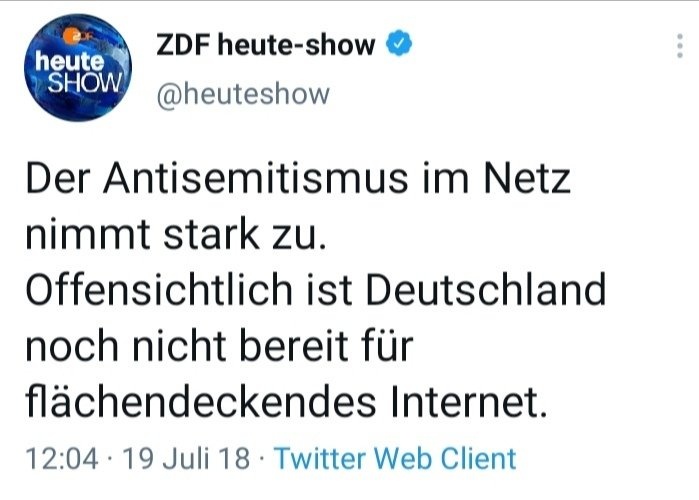 ZDF
heute
SHOW
ZDF heute-show
@heuteshow
Der Antisemitismus im Netz
nimmt stark zu.
Offensichtlich ist Deutschland
noch nicht bereit für
flächendeckendes Internet.
12:04 · 19 Juli 18 · Twitter Web Client